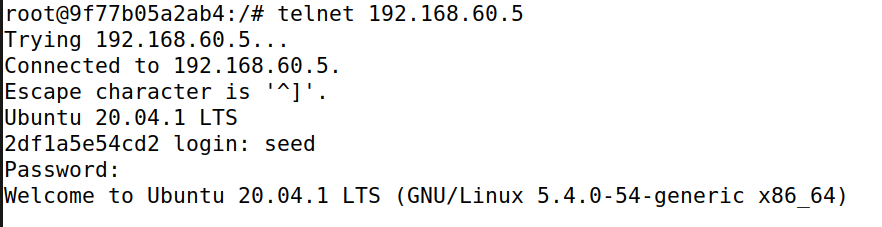 root@9f77b05a2ab4:/# telnet 192.168.60.5
Trying 192.168.60.5...
Connected to 192.168.60.5.
Escape character is '^]'.
Ubuntu 20.04.1 LTS
2df1a5e54cd2 login: seed
Password:
Welcome to Ubuntu 20.04.1 LTS (GNU/Linux 5.4.0-54-generic x86_64)